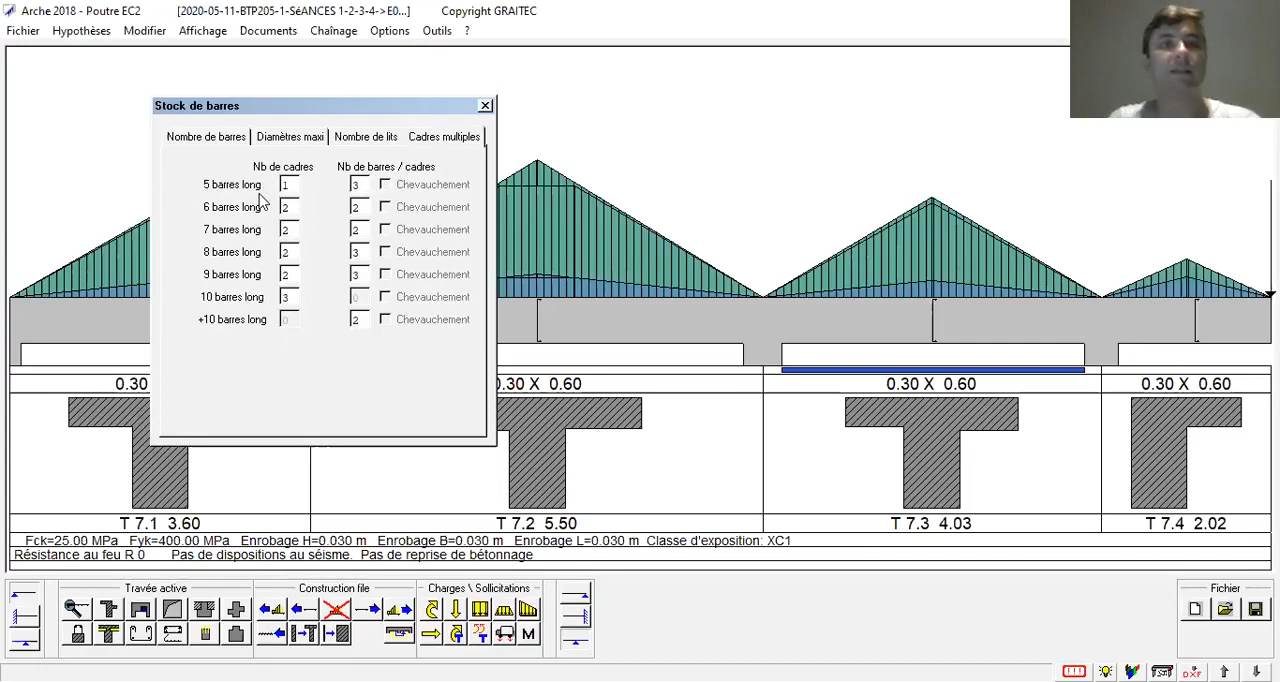 Arche 2018 - Poutre EC2 [2020-05-11-BTP205-1-SéANCES 1-2-3-4->E0...] Copyright GRAITEC
Fichier Hypothèses Modifier Affichage Documents Chaînage Options Outils ?
Stock de barres
Nombre de barres Diamètres maxi Nombre de lits Cadres multiples
Nb de cadres Nb de barres / cadres
5 barres long 1 3 Chevauchement
6 barres long 2 2 Chevauchement
7 barres long 2 2 Chevauchement
8 barres long 2 3 Chevauchement
9 barres long 2 3 Chevauchement
10 barres long 3 0 Chevauchement
+10 barres long 0 2 Chevauchement
0.30 0.30 X 0.60 0.30 X 0.60 0.30 X 0.60
T 7.1 3.60 T 7.2 5.50 T 7.3 4.03 T 7.4 2.02
Fck=25.00 MPa Fyk=400.00 MPa Enrobage H=0.030 m Enrobage B=0.030 m Enrobage L=0.030 m Classe d'exposition: XC1
Résistance au feu R 0 Pas de dispositions au séisme. Pas de reprise de bétonnage
Travée active Construction file Charges \ Sollicitations Fichier
M
DXF